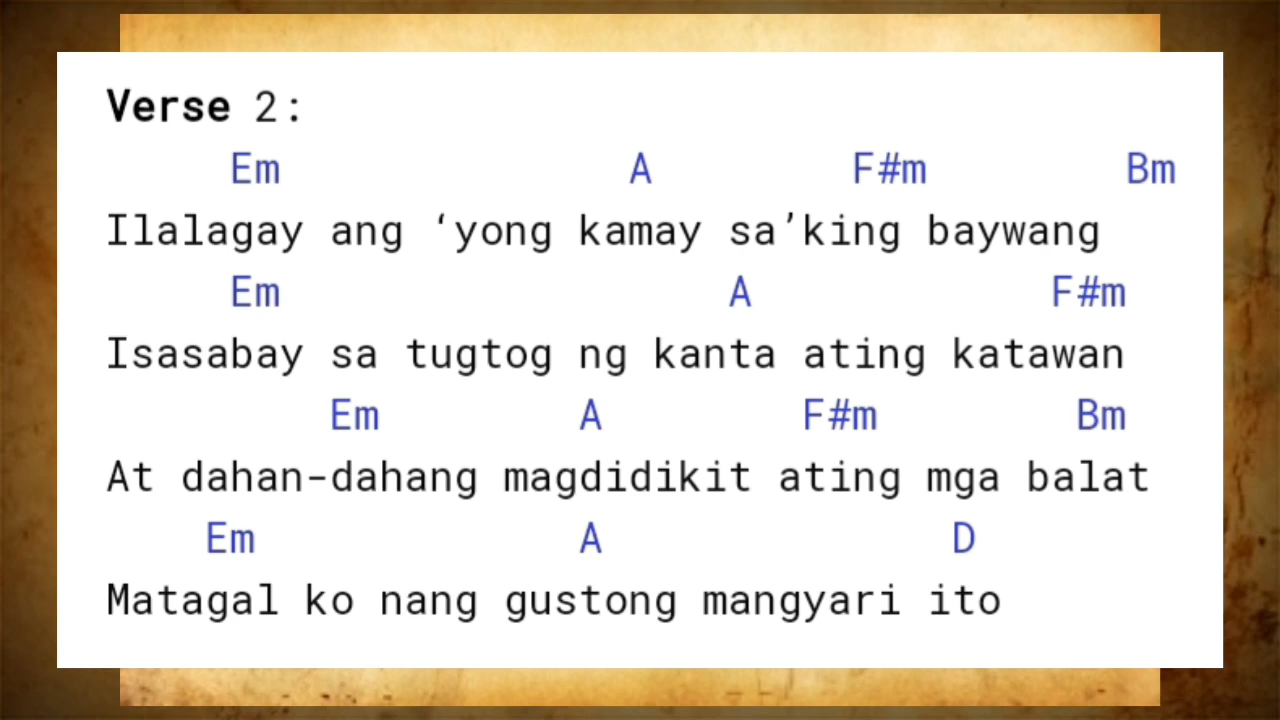 Verse 2:
Em A F#m Bm
Ilalagay ang ‘yong kamay sa’king baywang
Em A F#m
Isasabay sa tugtog ng kanta ating katawan
Em A F#m Bm
At dahan-dahang magdidikit ating mga balat
Em A D
Matagal ko nang gustong mangyari ito